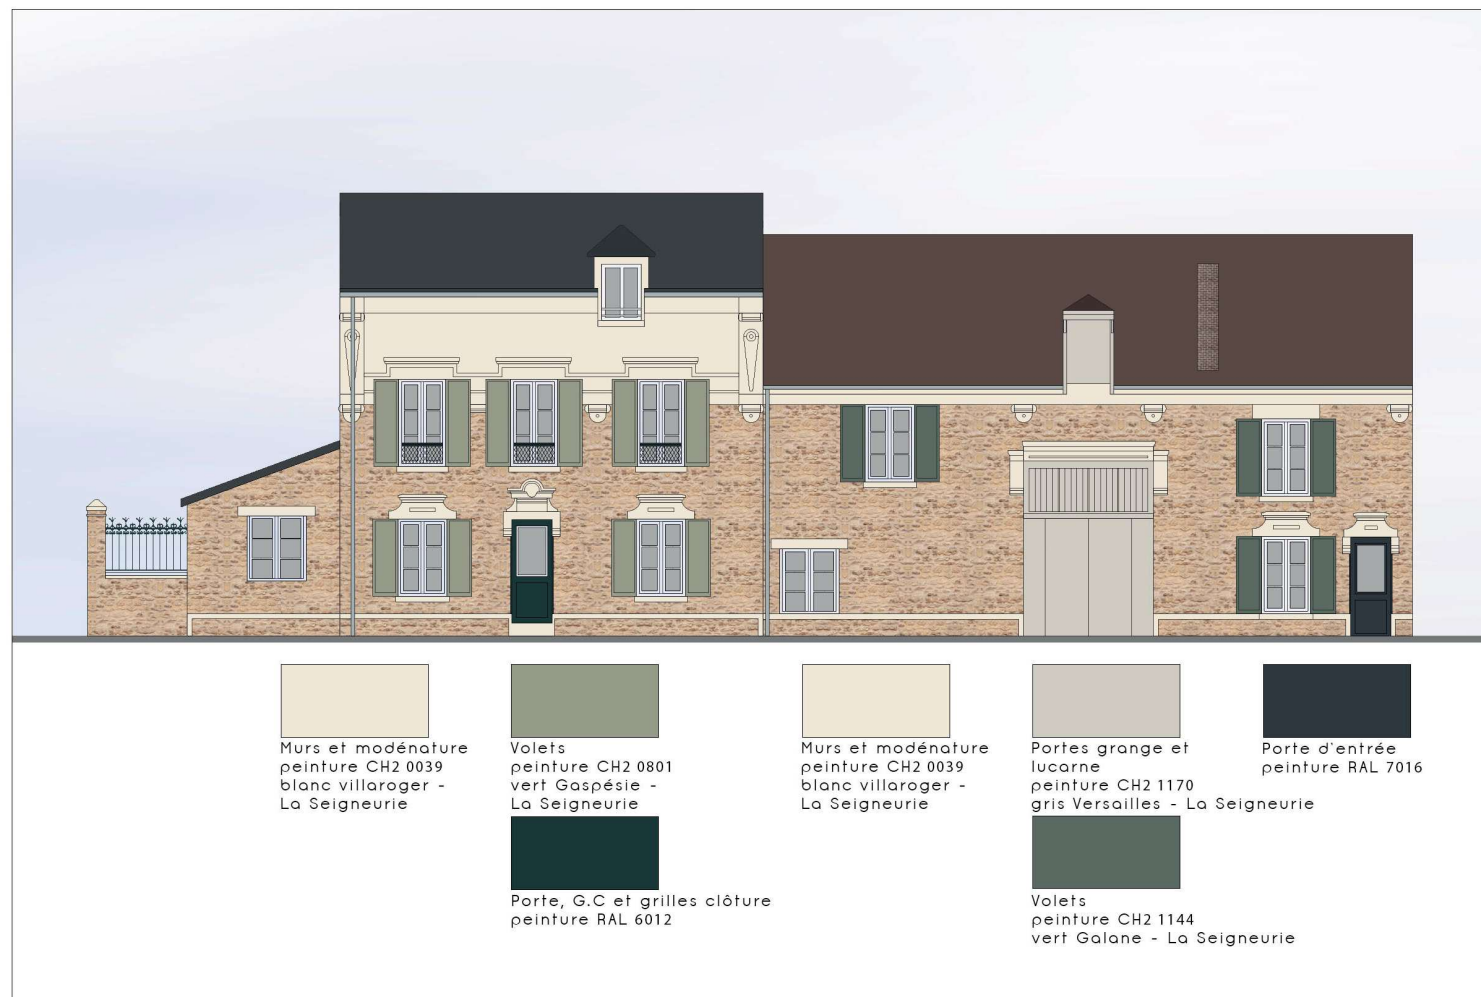 Murs et modénature
peinture CH2 0039
blanc villaroger -
La Seigneurie
Volets
peinture CH2 0801
vert Gaspésie -
La Seigneurie
Porte, G.C et grilles clôture
peinture RAL 6012
Murs et modénature
peinture CH2 0039
blanc villaroger -
La Seigneurie
Portes grange et
lucarne
peinture CH2 1170
gris Versailles - La Seigneurie
Volets
peinture CH2 1144
vert Galane - La Seigneurie
Porte d'entrée
peinture RAL 7016